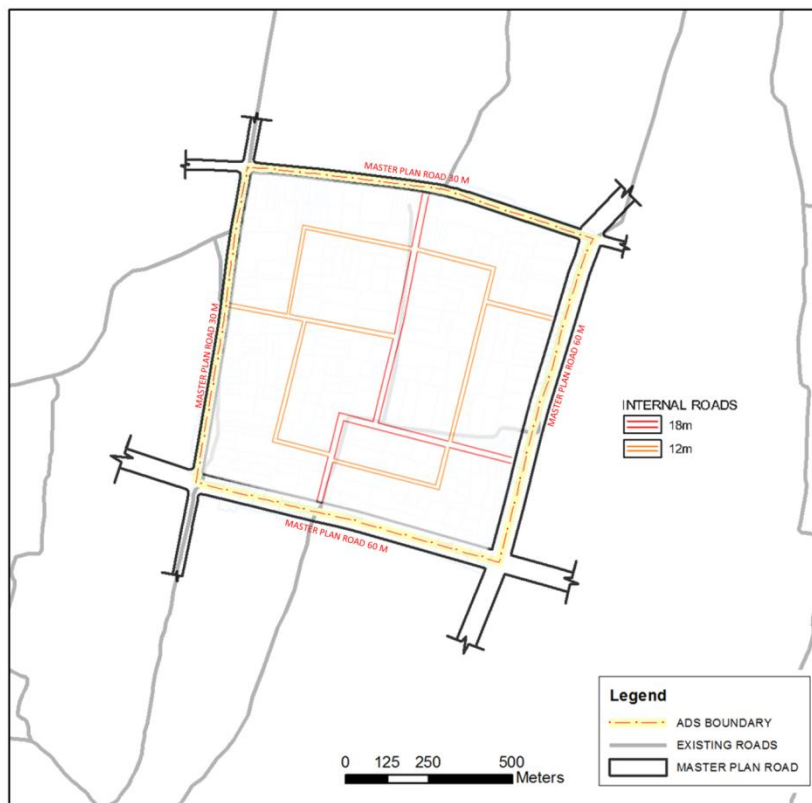 MASTER PLAN ROAD 30 M
MASTER PLAN ROAD 30 M
MASTER PLAN ROAD 60 M
MASTER PLAN ROAD 60 M
INTERNAL ROADS
18m
12m
Legend
ADS BOUNDARY
EXISTING ROADS
MASTER PLAN ROAD
0 125 250 500
Meters